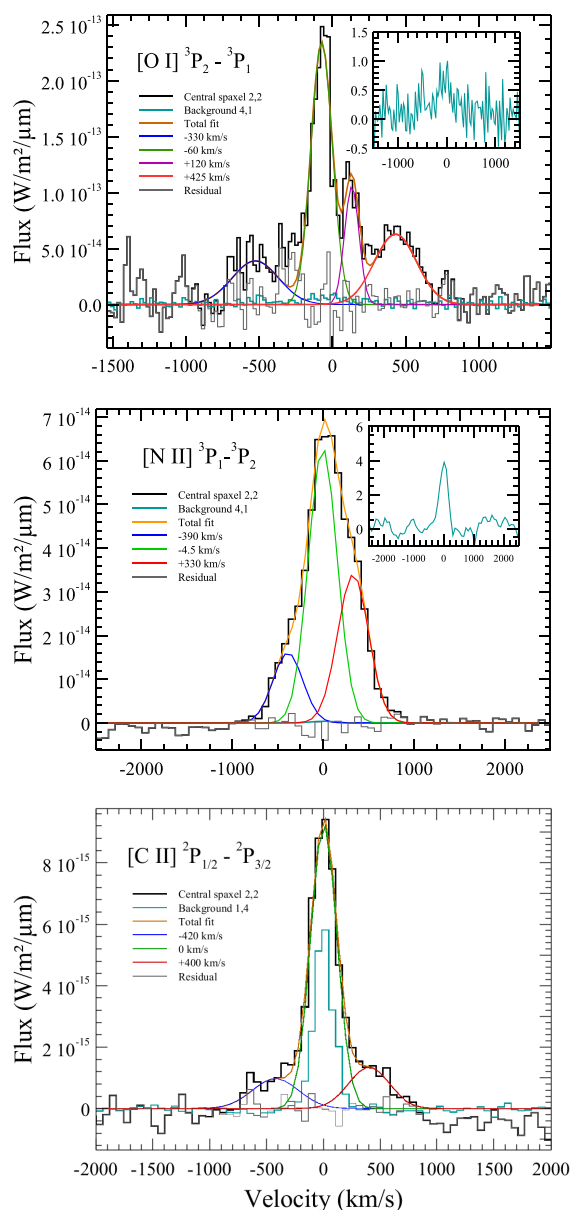 [O I] ³P₂ - ³P₁
Central spaxel 2,2
Background 4,1
Total fit
-330 km/s
-60 km/s
+120 km/s
+425 km/s
Residual
1.5
1.0
0.5
0.0
-0.5
-1000 0 1000
Flux (W/m²/μm)
2.5 10⁻¹³
2.0 10⁻¹³
1.5 10⁻¹³
1.0 10⁻¹³
5.0 10⁻¹⁴
0.0
-1500 -1000 -500 0 500 1000
[N II] ³P₁-³P₂
Central spaxel 2,2
Background 4,1
Total fit
-390 km/s
-4.5 km/s
+330 km/s
Residual
6
4
2
0
-2000 -1000 0 1000 2000
Flux (W/m²/μm)
7 10⁻¹⁴
6 10⁻¹⁴
5 10⁻¹⁴
4 10⁻¹⁴
3 10⁻¹⁴
2 10⁻¹⁴
10⁻¹⁴
0
-2000 -1000 0 1000 2000
[C II] ²P₁/₂ - ²P₃/₂
Central spaxel 2,2
Background 1,4
Total fit
-420 km/s
0 km/s
+400 km/s
Residual
Flux (W/m²/μm)
8 10⁻¹⁵
6 10⁻¹⁵
4 10⁻¹⁵
2 10⁻¹⁵
0
-2000 -1500 -1000 -500 0 500 1000 1500 2000
Velocity (km/s)